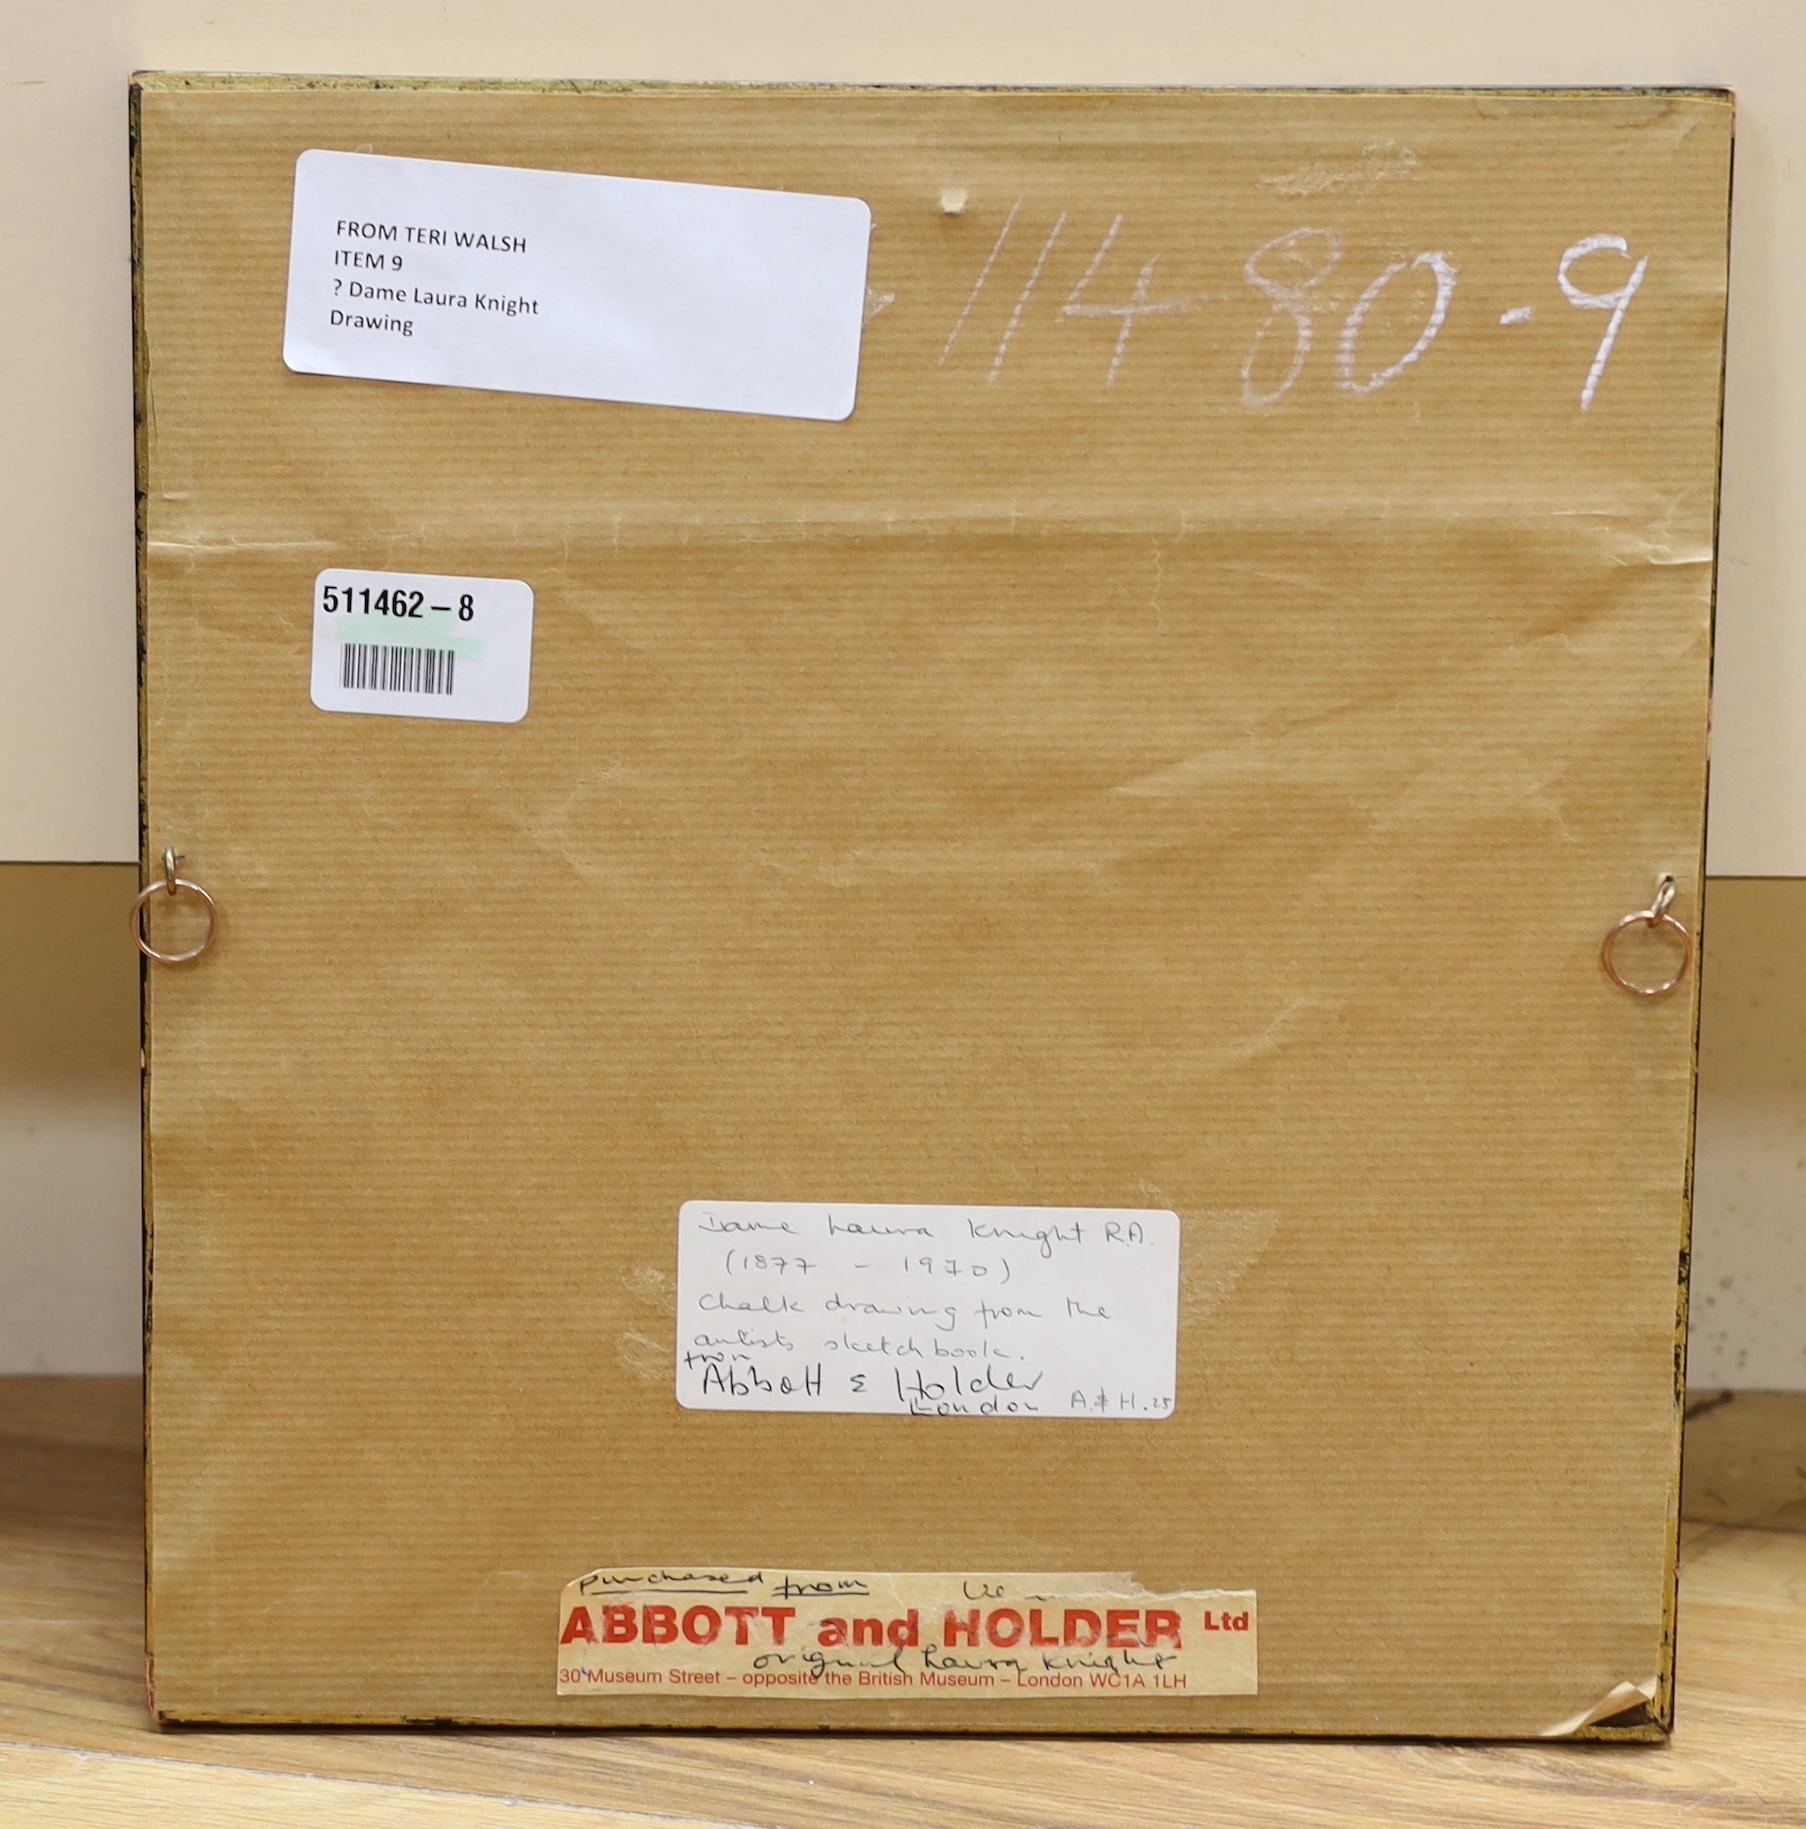 FROM TERI WALSH
ITEM 9
? Dame Laura Knight
Drawing
114 80-9
511462-8
Dame Laura Knight R.A.
(1877 - 1970)
Chalk drawing from the
artists sketchbook.
from
Abbott & Holder
London A & H. 25
purchased from
ABBOTT and HOLDER Ltd
original Laura Knight
30 Museum Street – opposite the British Museum – London WC1A 1LH